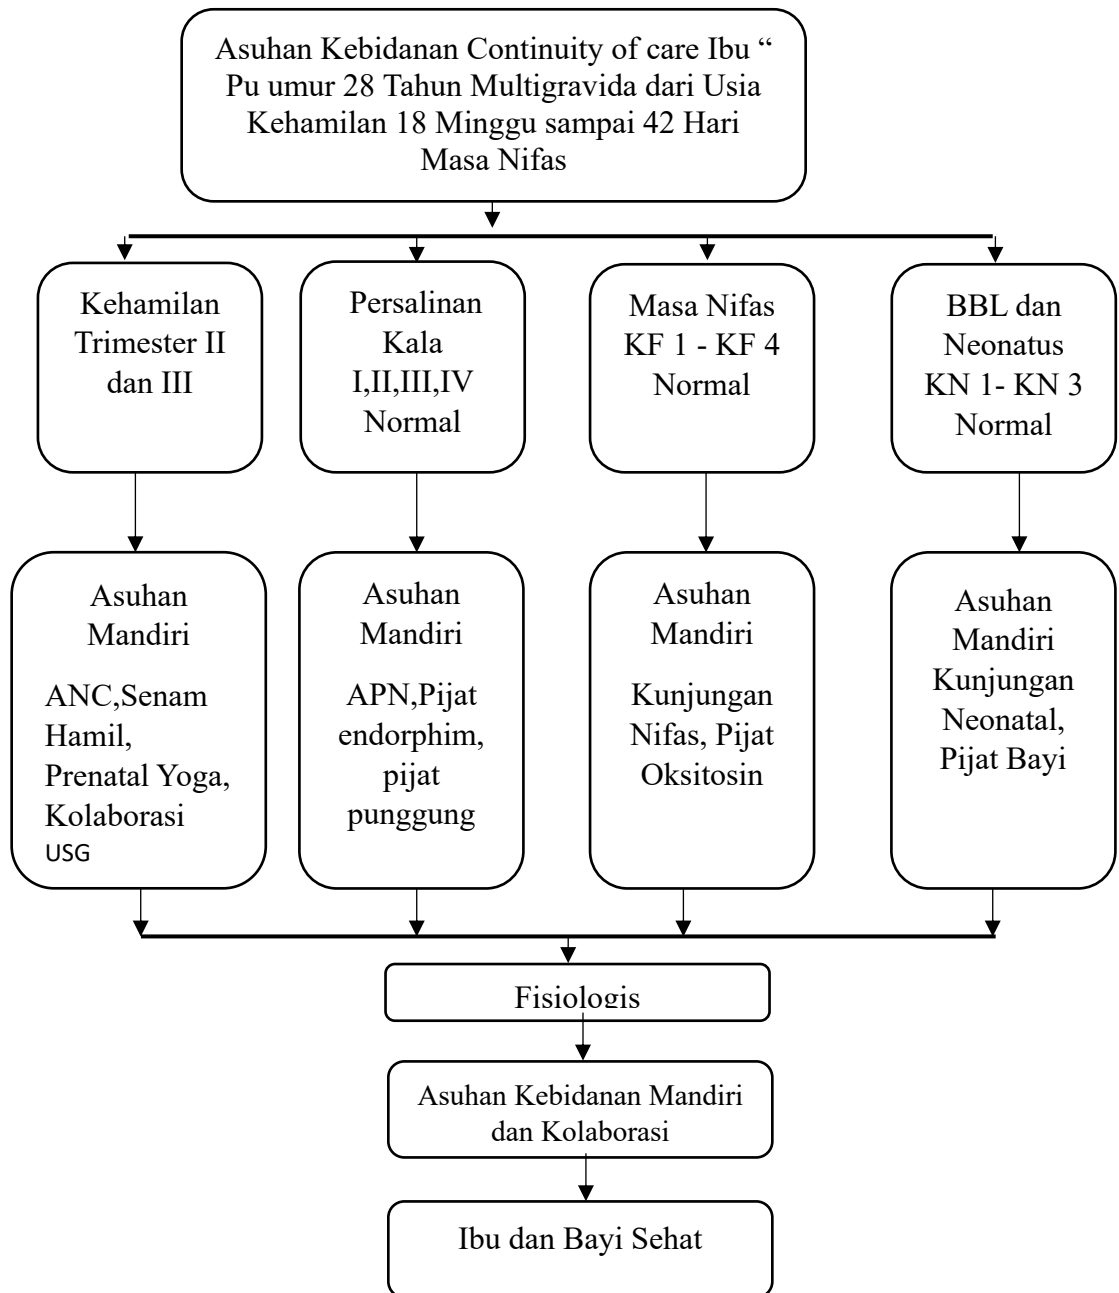 Asuhan Kebidanan Continuity of care Ibu “
Pu umur 28 Tahun Multigravida dari Usia
Kehamilan 18 Minggu sampai 42 Hari
Masa Nifas
Kehamilan
Trimester II
dan III
Persalinan
Kala
I,II,III,IV
Normal
Masa Nifas
KF 1 - KF 4
Normal
BBL dan
Neonatus
KN 1- KN 3
Normal
Asuhan
Mandiri
ANC,Senam
Hamil,
Prenatal Yoga,
Kolaborasi
USG
Asuhan
Mandiri
APN,Pijat
endorphim,
pijat
punggung
Asuhan
Mandiri
Kunjungan
Nifas, Pijat
Oksitosin
Asuhan
Mandiri
Kunjungan
Neonatal,
Pijat Bayi
Fisiologis
Asuhan Kebidanan Mandiri
dan Kolaborasi
Ibu dan Bayi Sehat